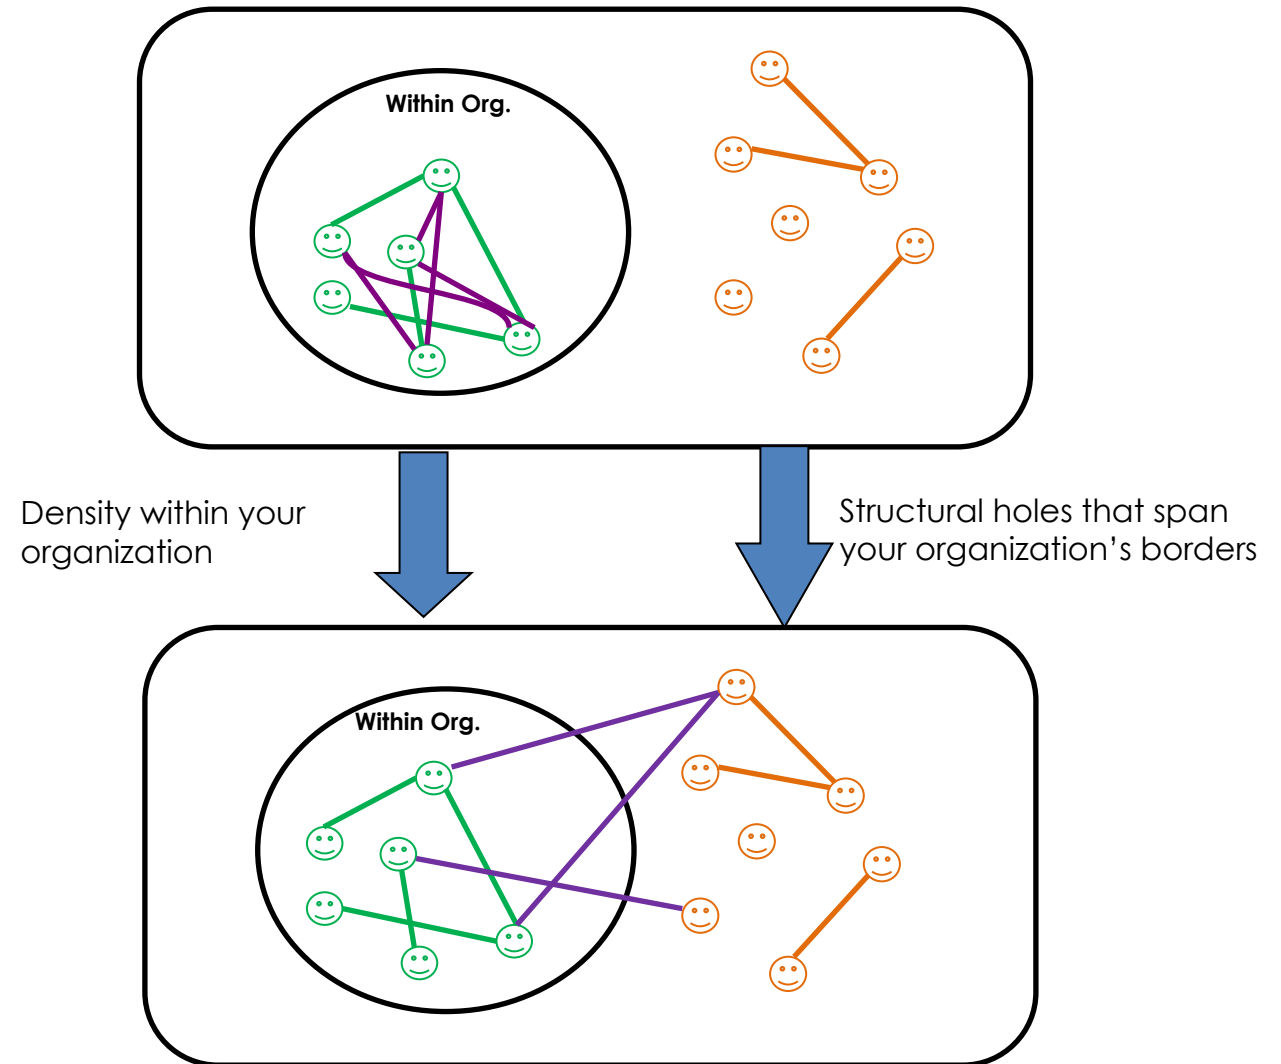 Within Org.
Density within your
organization
Structural holes that span
your organization’s borders
Within Org.